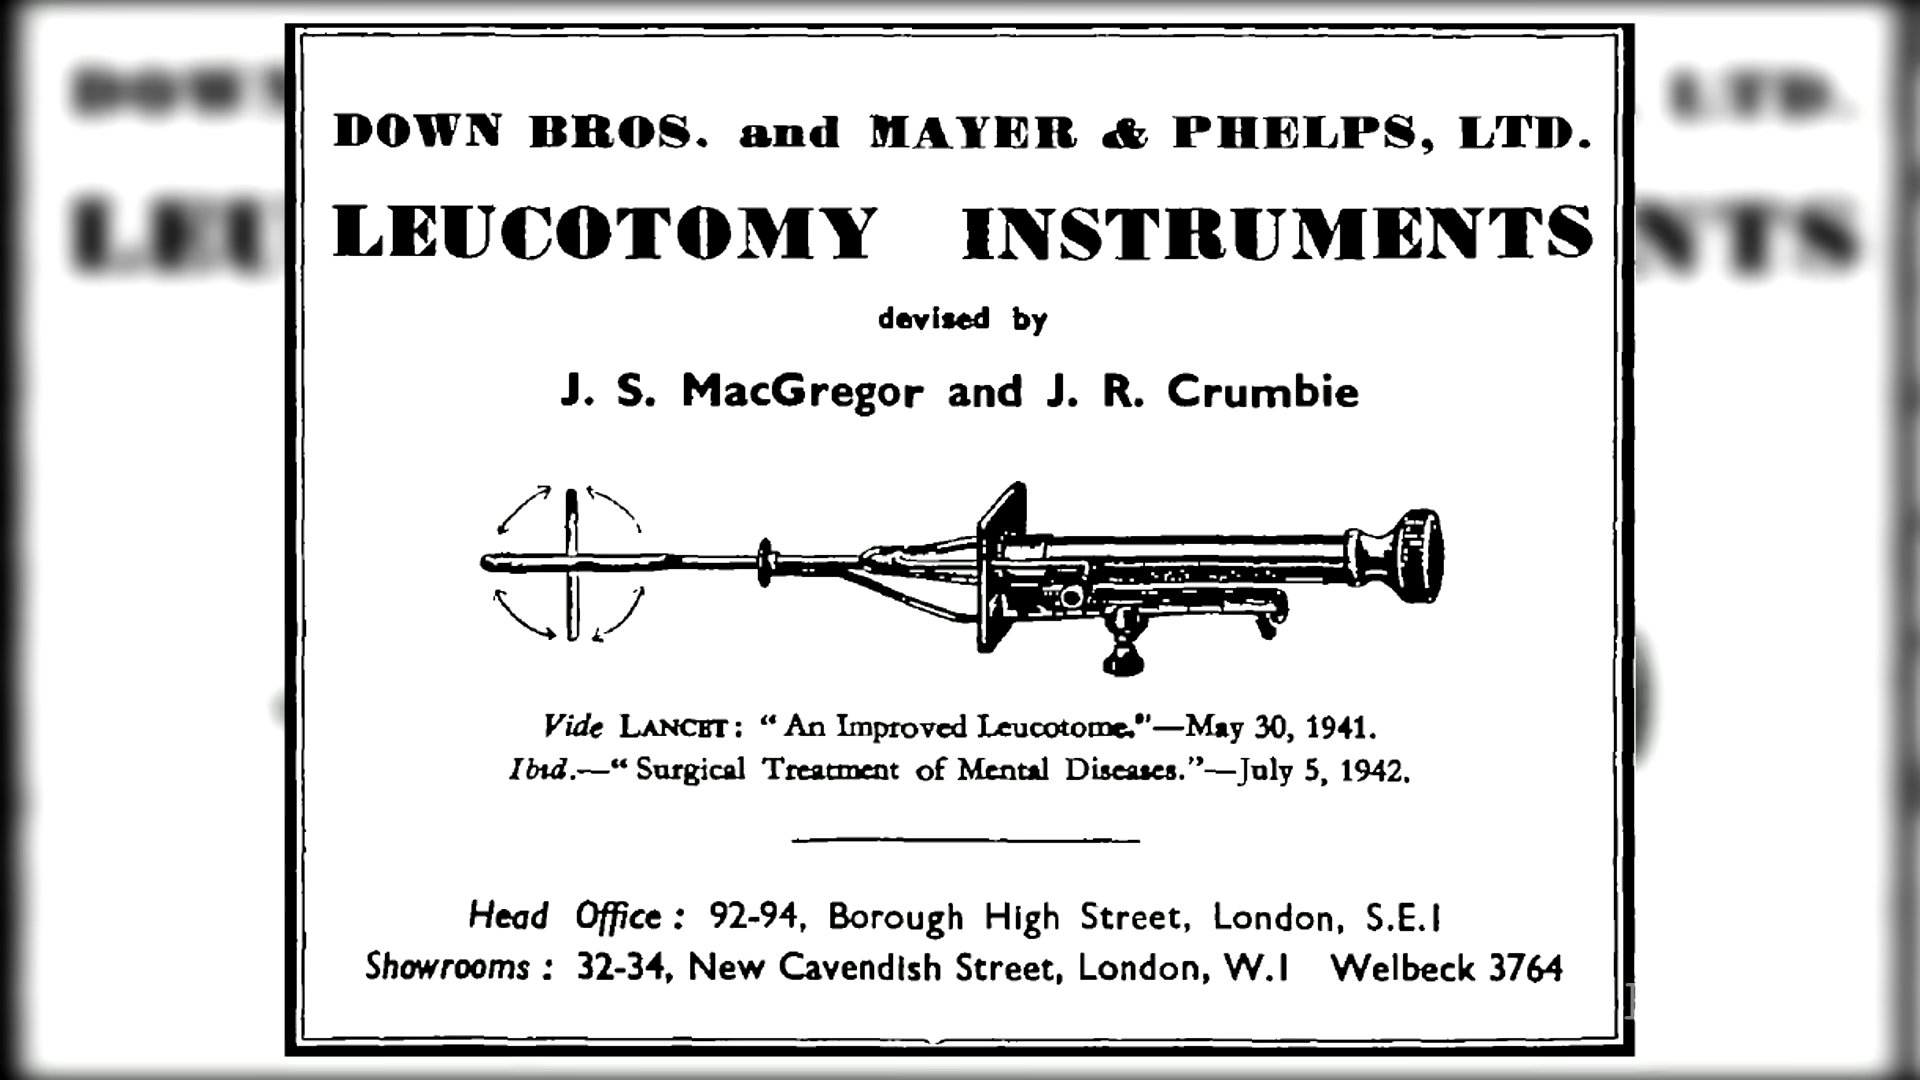 DOWN BROS. and MAYER & PHELPS, LTD.
LEUCOTOMY INSTRUMENTS
devised by
J. S. MacGregor and J. R. Crumbie
Vide LANCET: "An Improved Leucotome."—May 30, 1941.
Ibid.—"Surgical Treatment of Mental Diseases."—July 5, 1942.
Head Office: 92-94, Borough High Street, London, S.E.1
Showrooms: 32-34, New Cavendish Street, London, W.1 Welbeck 3764